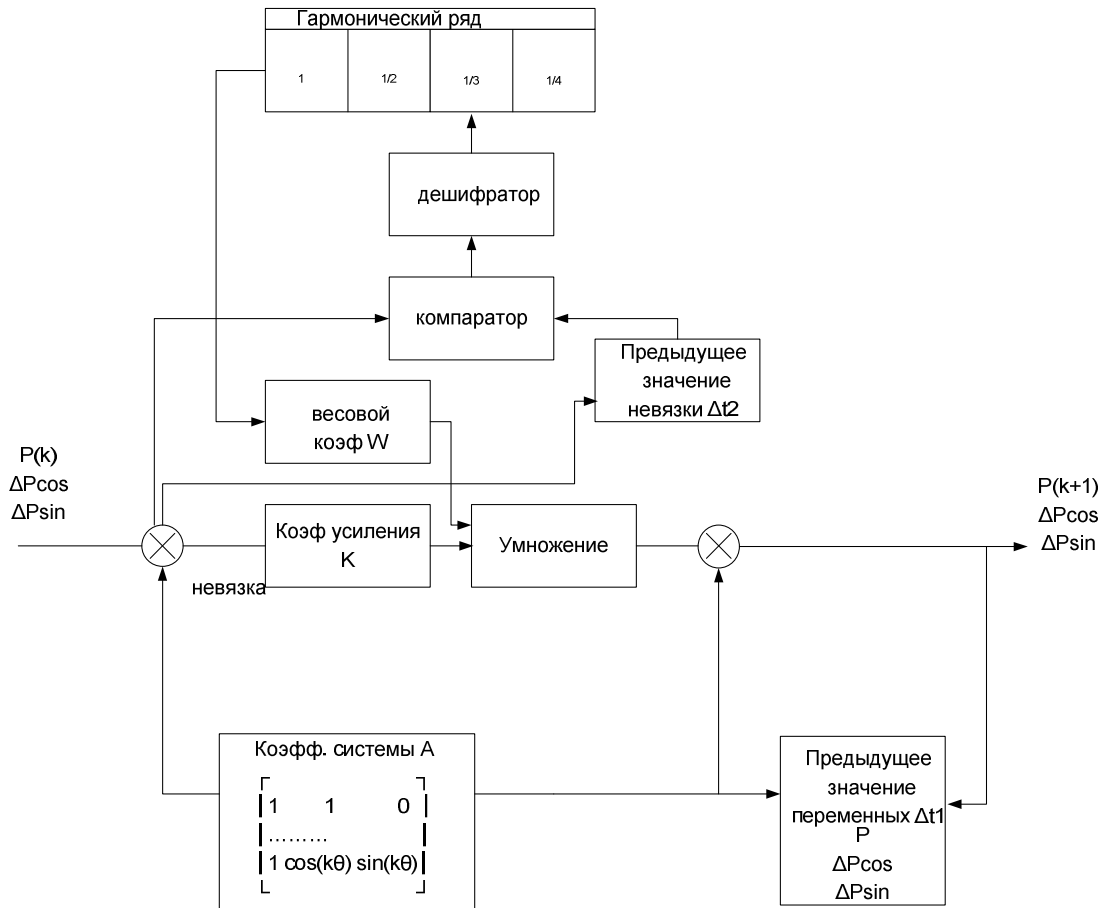 Гармонический ряд
1
1/2
1/3
1/4
дешифратор
компаратор
Предыдущее
значение
невязки Δt2
весовой
коэф W
P(k)
ΔPcos
ΔPsin
Коэф усиления
K
Умножение
P(k+1)
ΔPcos
ΔPsin
невязка
Коэфф. системы A
1 1 0
.........
1 cos(kθ) sin(kθ)
Предыдущее
значение
переменных Δt1
P
ΔPcos
ΔPsin